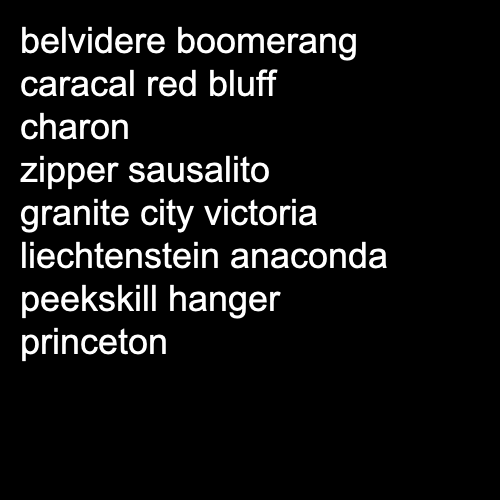 belvidere boomerang
caracal red bluff
charon
zipper sausalito
granite city victoria
liechtenstein anaconda
peekskill hanger
princeton